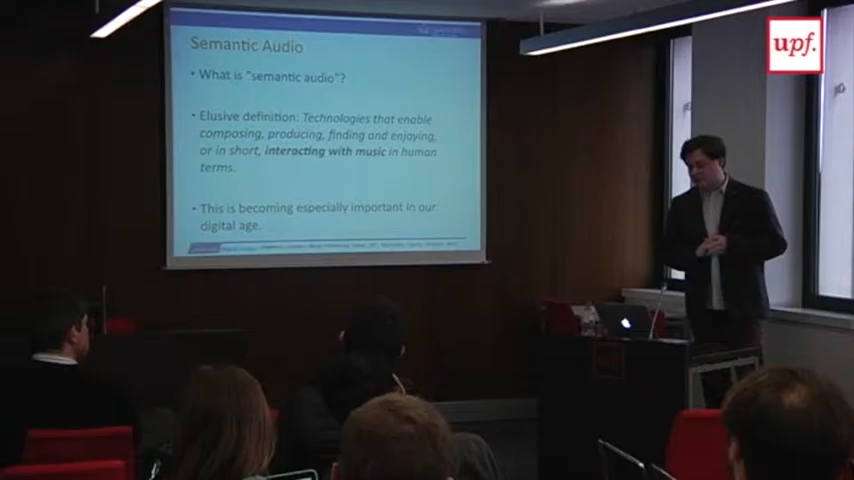 upf.
Semantic Audio
• What is "semantic audio"?
• Elusive definition: Technologies that enable
composing, producing, finding and enjoying,
or in short, interacting with music in human
terms.
• This is becoming especially important in our
digital age.
upf.